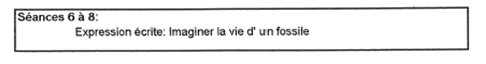 Séances 6 à 8:
Expression écrite: Imaginer la vie d' un fossile